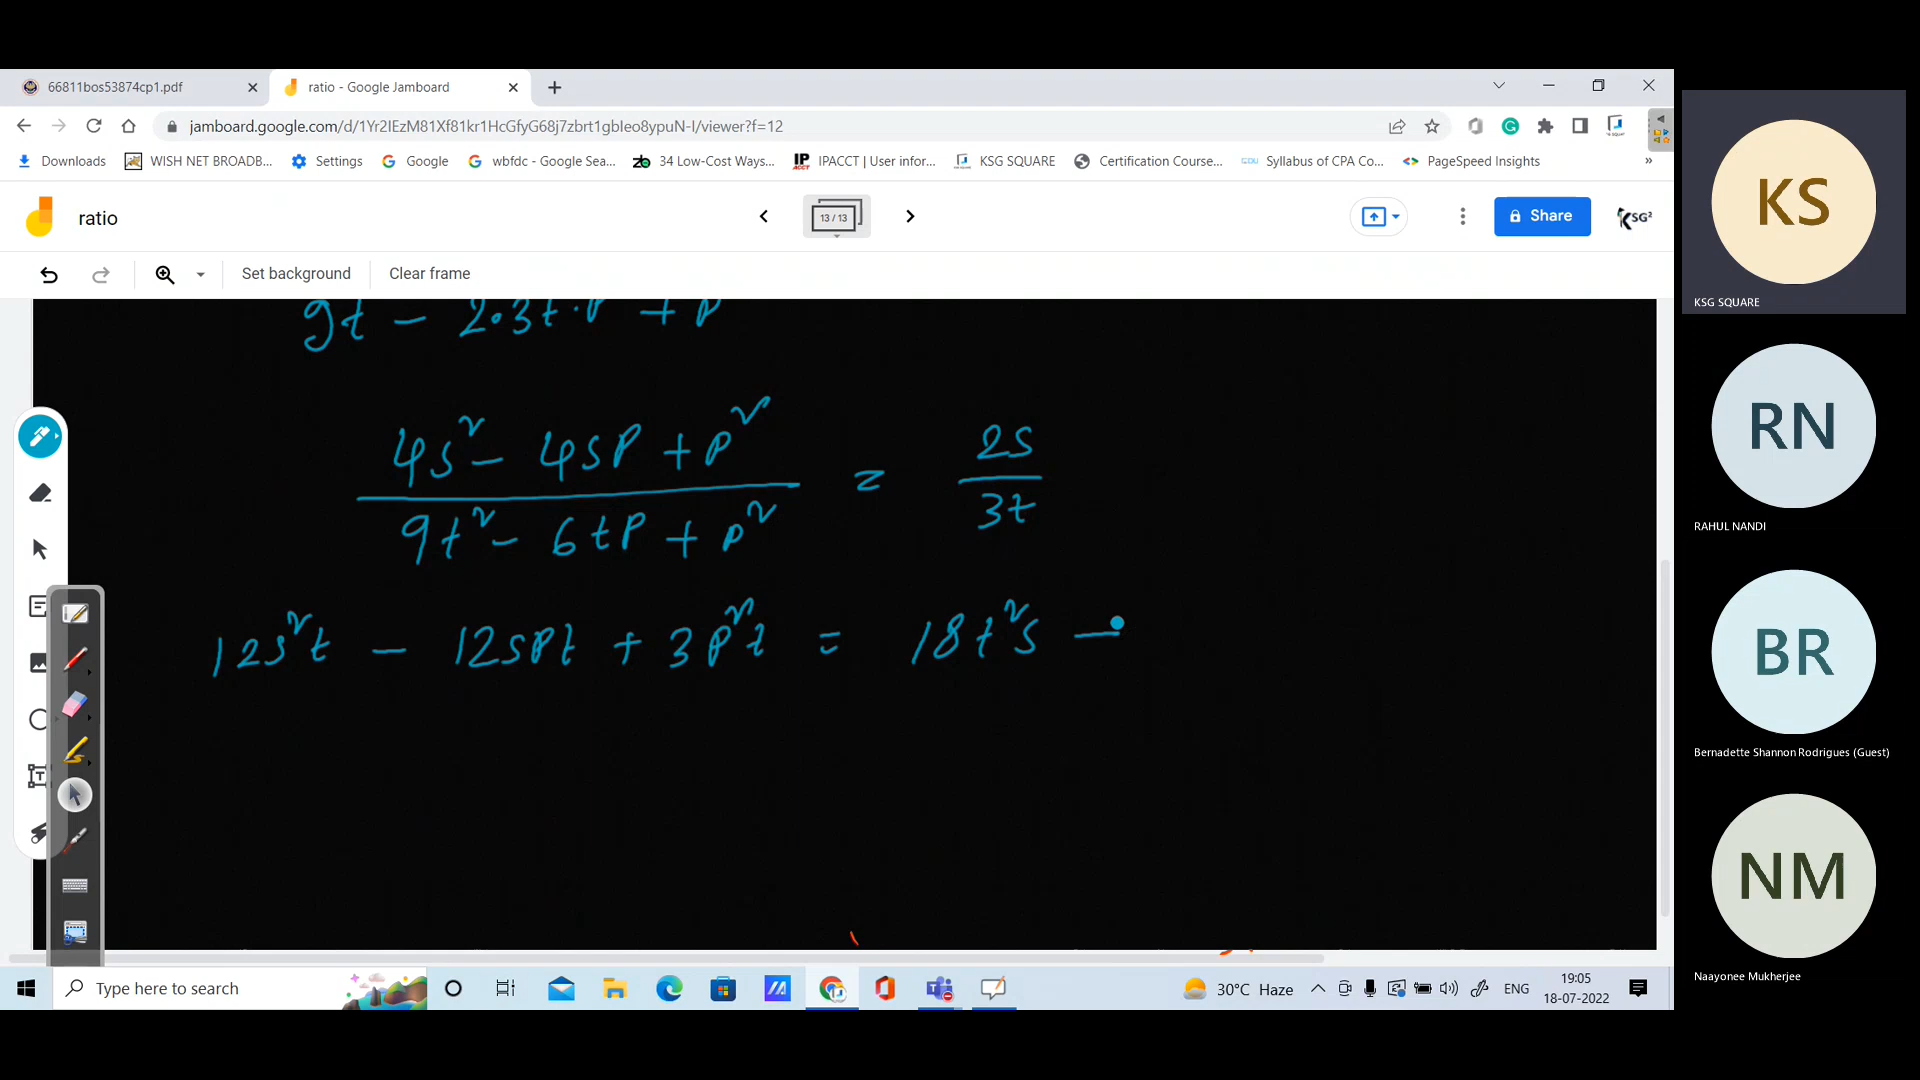 66811bos53874cp1.pdf
ratio - Google Jamboard
jamboard.google.com/d/1Yr2IEzM81Xf81kr1HcGfyG68j7zbrt1gbIeo8ypuN-I/viewer?f=12
Downloads
WISH NET BROADB...
Settings
Google
wbfdc - Google Sea...
34 Low-Cost Ways...
IPACCT | User infor...
KSG SQUARE
Certification Course...
Syllabus of CPA Co...
PageSpeed Insights
»
ratio
13 / 13
Share
KSG²
Set background
Clear frame
9t - 2·3t·P + P
4s² - 4sP + P² = 2s
9t² - 6tP + P² 3t
12s²t - 12sPt + 3P²t = 18t²s -
KS
KSG SQUARE
RN
RAHUL NANDI
BR
Bernadette Shannon Rodrigues (Guest)
NM
Naayonee Mukherjee
Type here to search
30°C Haze
ENG
19:05
18-07-2022